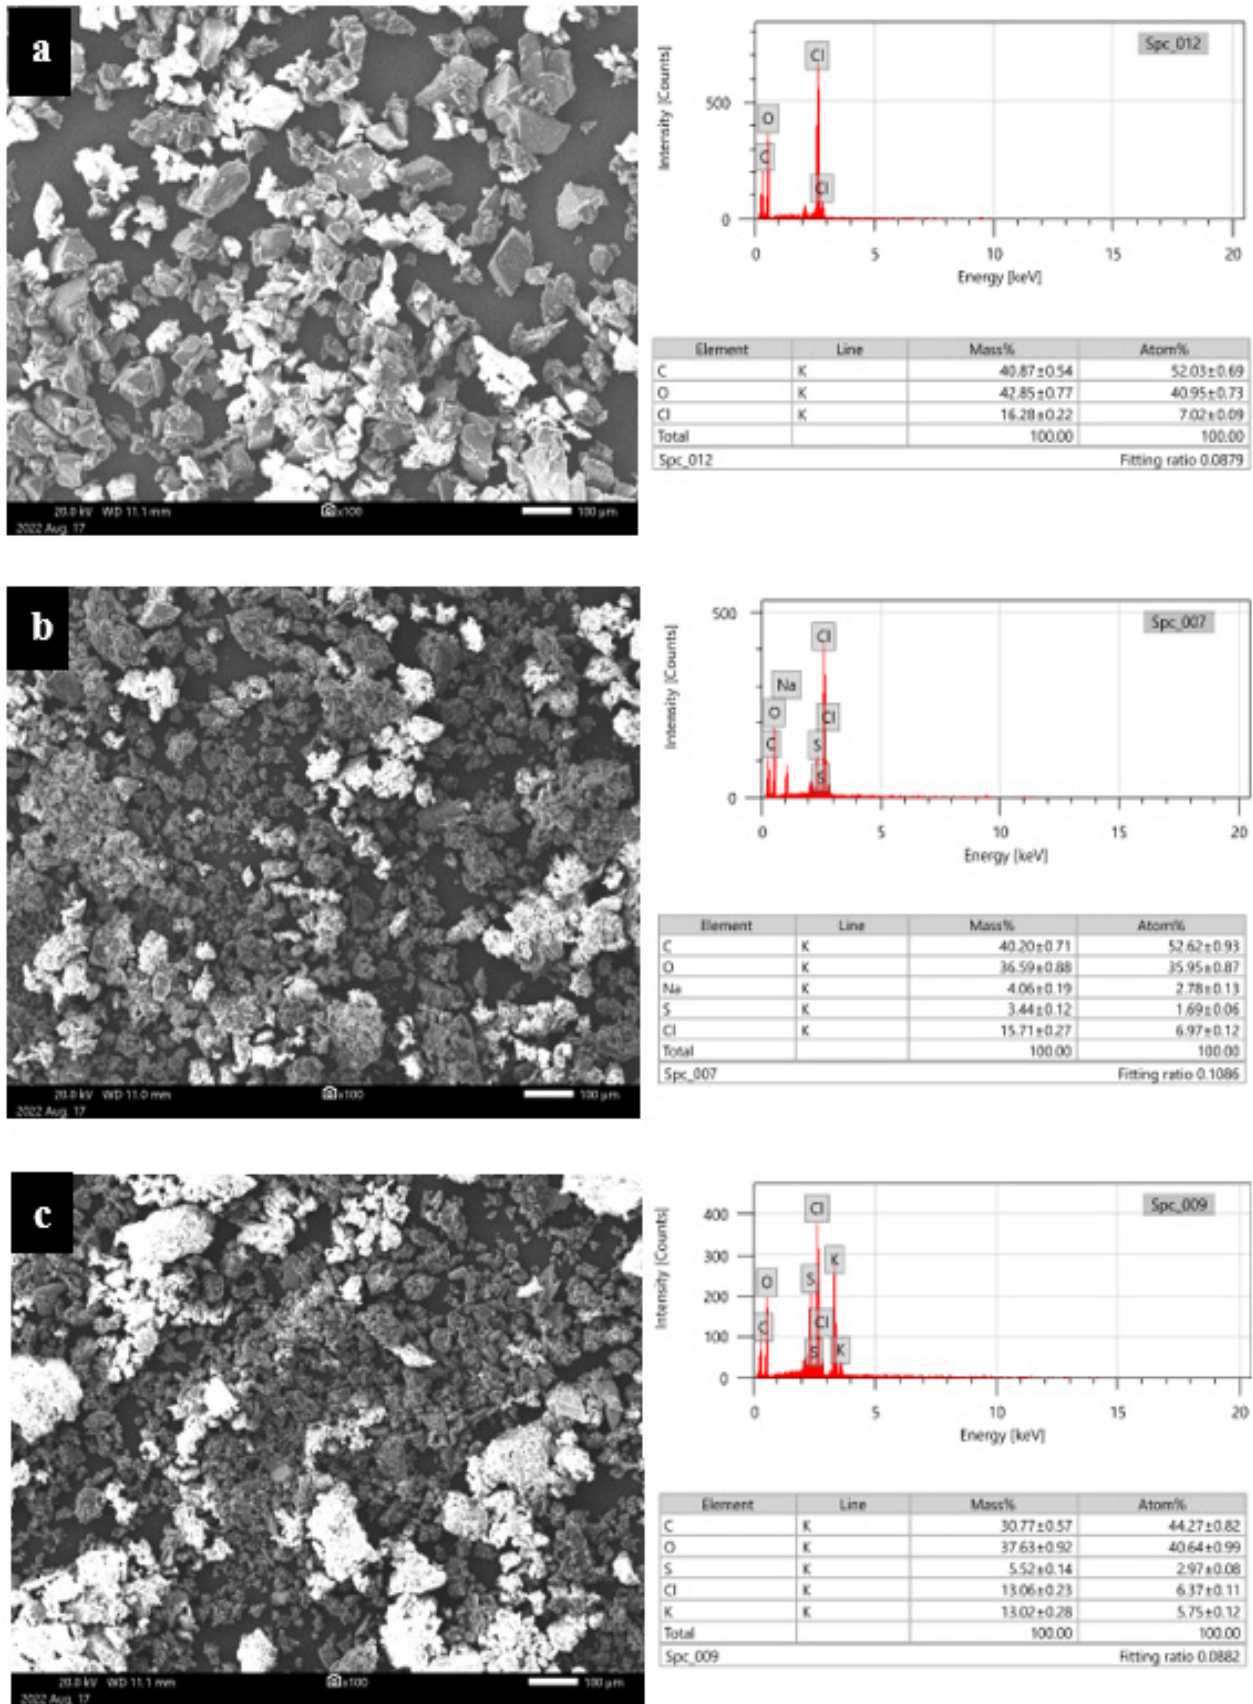 a
20.0 kV WD 11.1 mm x100 100 µm
2022 Aug. 17
Spc_012
Intensity [Counts]
500
0
Cl
O
C
Cl
0 5 10 15 20
Energy [keV]
Element Line Mass% Atom%
C K 40.87±0.54 52.03±0.69
O K 42.85±0.77 40.95±0.73
Cl K 16.28±0.22 7.02±0.09
Total 100.00 100.00
Spc_012 Fitting ratio 0.0879
b
20.0 kV WD 11.0 mm x100 100 µm
2022 Aug. 17
Spc_007
Intensity [Counts]
500
0
Cl
Na
O
Cl
C
S
S
0 5 10 15 20
Energy [keV]
Element Line Mass% Atom%
C K 40.20±0.71 52.62±0.93
O K 36.59±0.88 35.95±0.87
Na K 4.06±0.19 2.78±0.13
S K 3.44±0.12 1.69±0.06
Cl K 15.71±0.27 6.97±0.12
Total 100.00 100.00
Spc_007 Fitting ratio 0.1086
c
20.0 kV WD 11.1 mm x100 100 µm
2022 Aug. 17
Spc_009
Intensity [Counts]
400
300
200
100
0
Cl
K
S
O
Cl
C
S
K
0 5 10 15 20
Energy [keV]
Element Line Mass% Atom%
C K 30.77±0.57 44.27±0.82
O K 37.63±0.92 40.64±0.99
S K 5.52±0.14 2.97±0.08
Cl K 13.06±0.23 6.37±0.11
K K 13.02±0.28 5.75±0.12
Total 100.00 100.00
Spc_009 Fitting ratio 0.0882